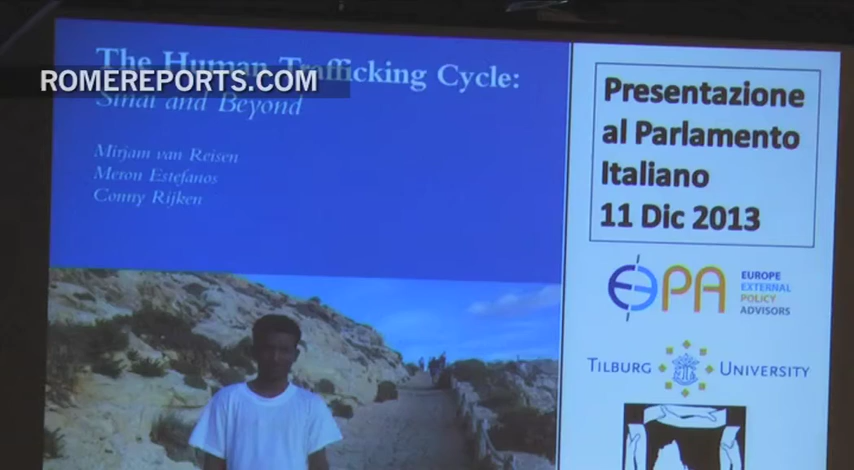 The Human Trafficking Cycle:
ROMEREPORTS.COM
Sinai and Beyond
Mirjam van Reisen
Meron Estefanos
Conny Rijken
Presentazione
al Parlamento
Italiano
11 Dic 2013
EEPA
EUROPE
EXTERNAL
POLICY
ADVISORS
TILBURG UNIVERSITY